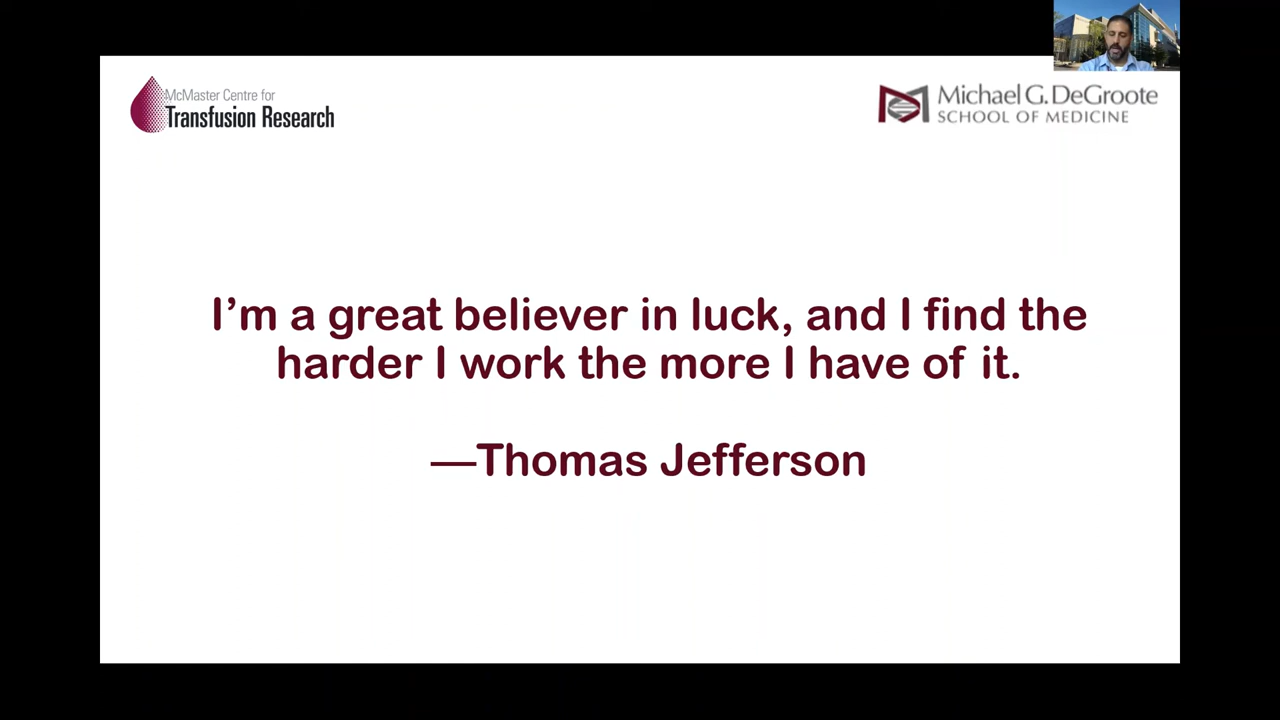 McMaster Centre for
Transfusion Research
Michael G. DeGroote
SCHOOL OF MEDICINE
I’m a great believer in luck, and I find the
harder I work the more I have of it.
—Thomas Jefferson